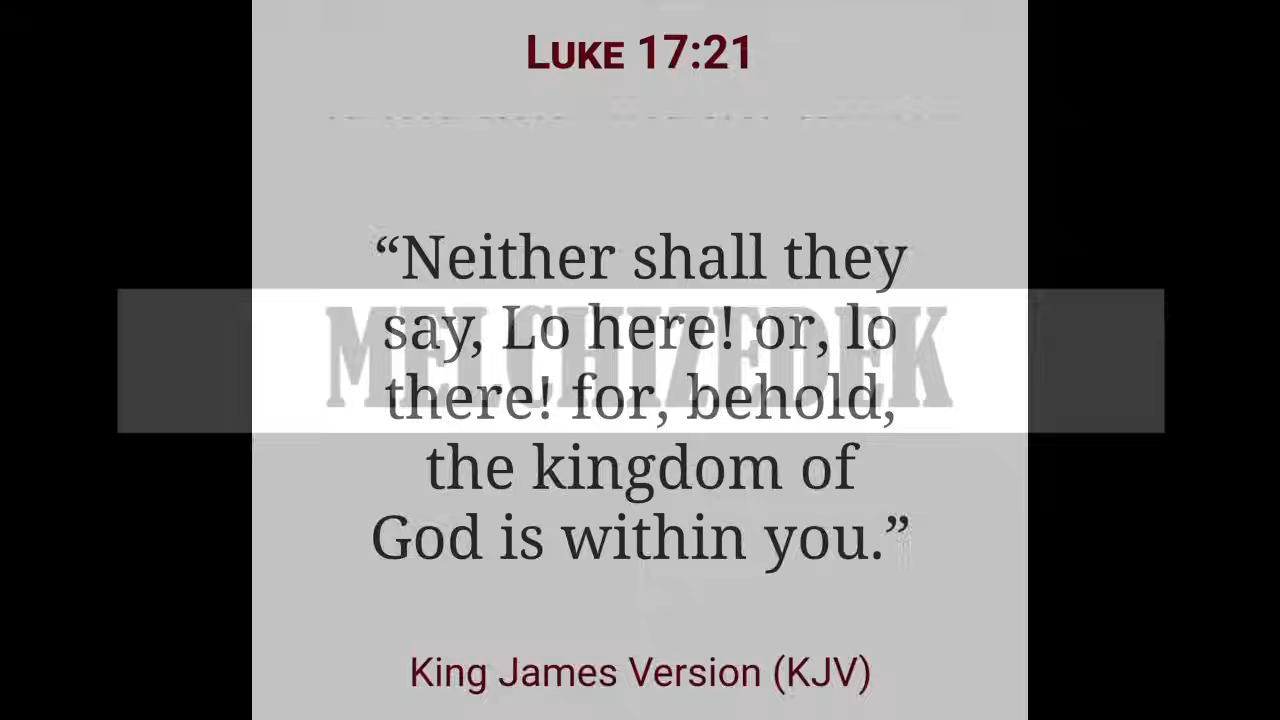 LUKE 17:21
“Neither shall they
say, Lo here! or, lo
there! for, behold,
the kingdom of
God is within you.”
MELCHIZEDEK
King James Version (KJV)